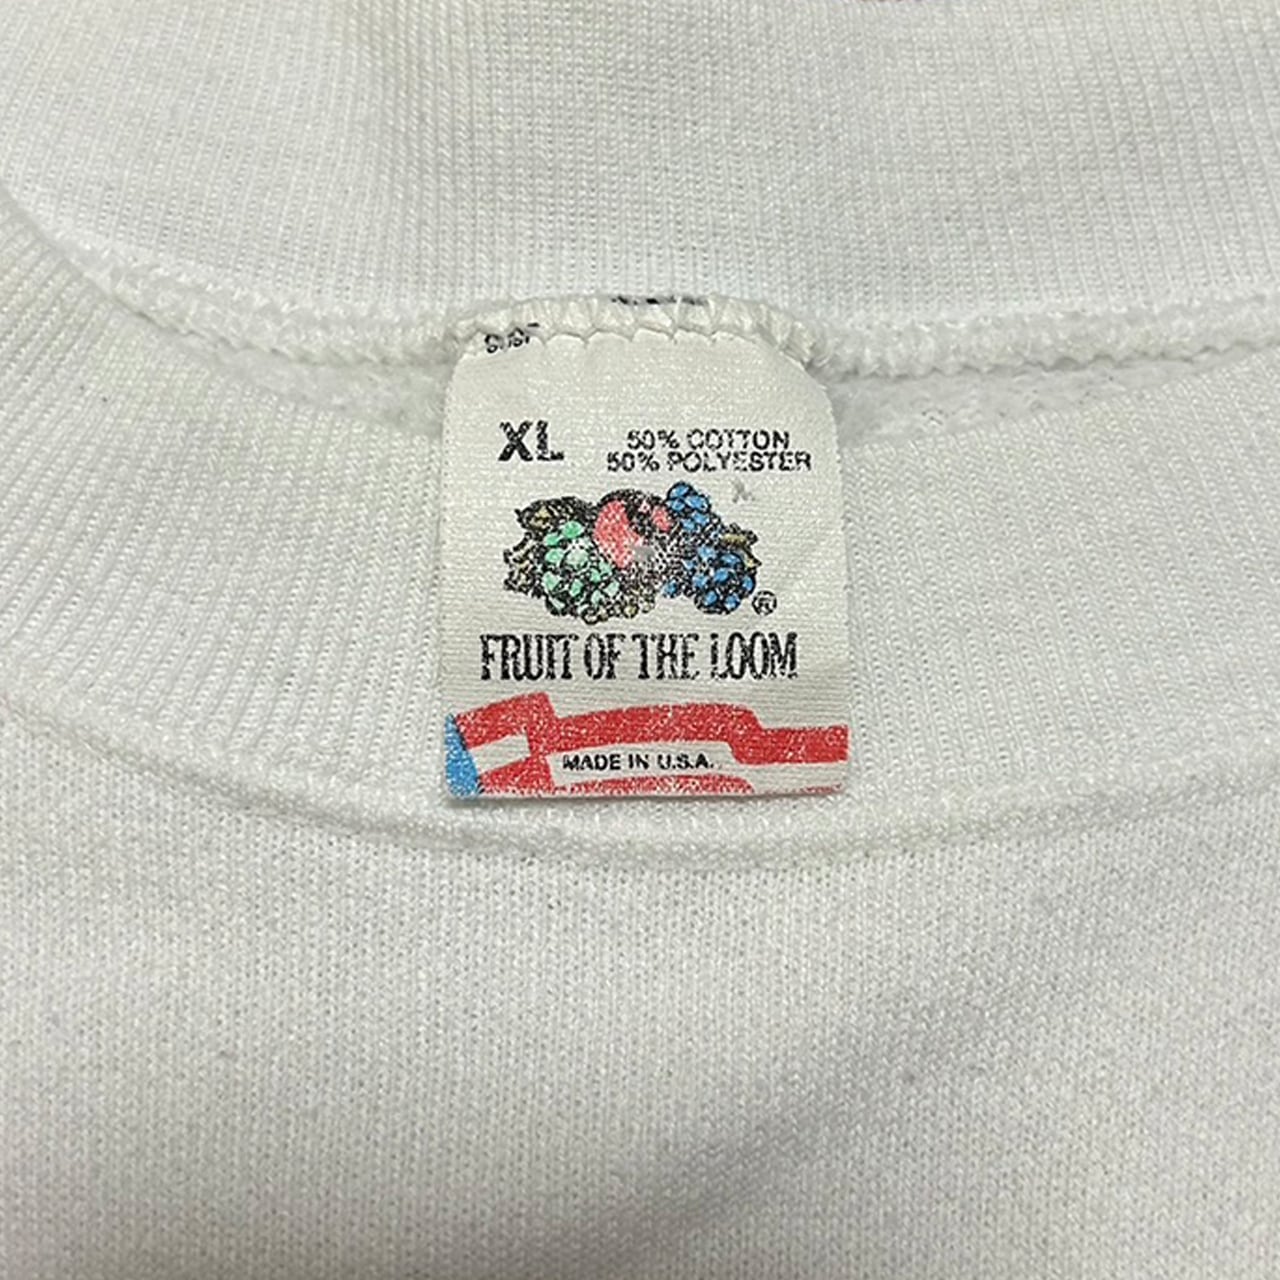 XL
50% COTTON
50% POLYESTER
®
FRUIT OF THE LOOM
MADE IN U.S.A.